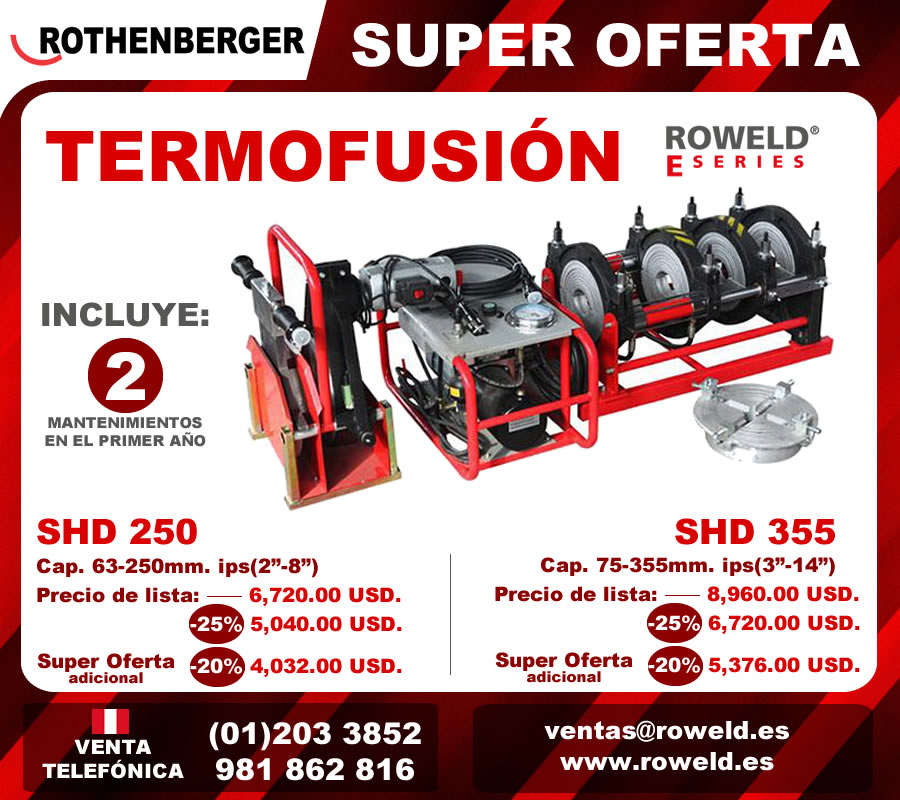 ROTHENBERGER
SUPER OFERTA
TERMOFUSIÓN
ROWELD®
E SERIES
INCLUYE:
2
MANTENIMIENTOS
EN EL PRIMER AÑO
SHD 250
Cap. 63-250mm. ips(2”-8”)
Precio de lista: 6,720.00 USD.
-25% 5,040.00 USD.
Super Oferta adicional -20% 4,032.00 USD.
SHD 355
Cap. 75-355mm. ips(3”-14”)
Precio de lista: 8,960.00 USD.
-25% 6,720.00 USD.
Super Oferta adicional -20% 5,376.00 USD.
VENTA
TELEFÓNICA
(01)203 3852
981 862 816
ventas@roweld.es
www.roweld.es